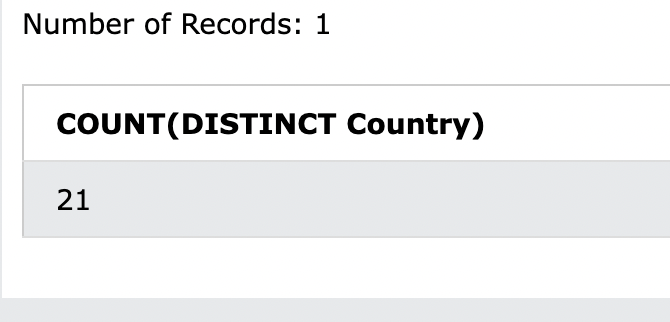 Number of Records: 1
COUNT(DISTINCT Country)
21